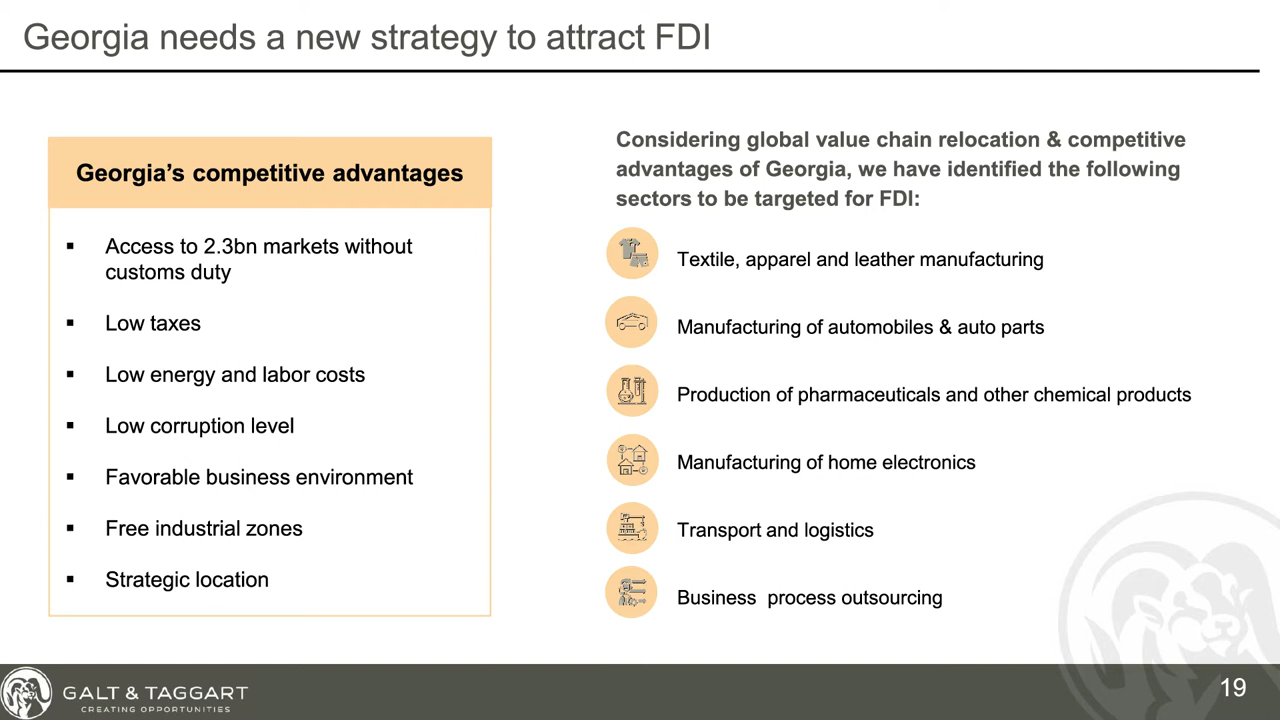 Georgia needs a new strategy to attract FDI
Georgia's competitive advantages
▪ Access to 2.3bn markets without
customs duty
▪ Low taxes
▪ Low energy and labor costs
▪ Low corruption level
▪ Favorable business environment
▪ Free industrial zones
▪ Strategic location
Considering global value chain relocation & competitive
advantages of Georgia, we have identified the following
sectors to be targeted for FDI:
Textile, apparel and leather manufacturing
Manufacturing of automobiles & auto parts
Production of pharmaceuticals and other chemical products
Manufacturing of home electronics
Transport and logistics
Business process outsourcing
GALT & TAGGART
CREATING OPPORTUNITIES
19